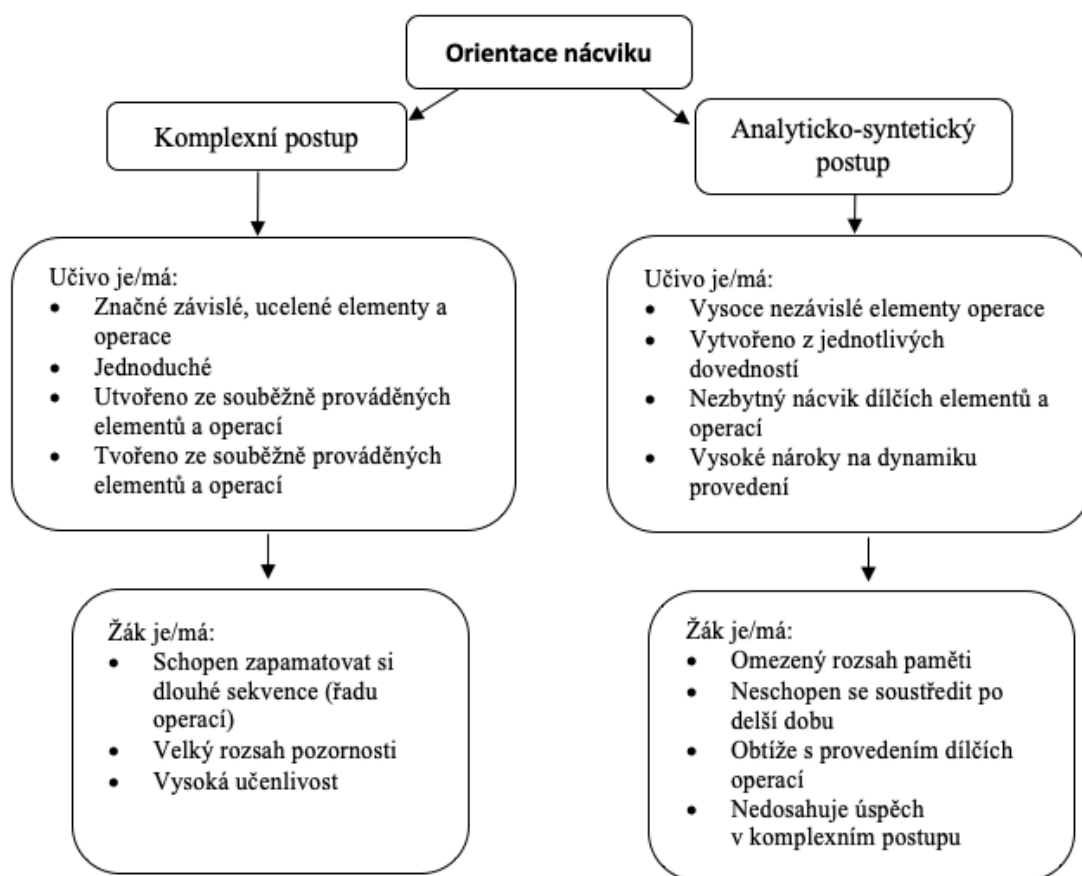 Orientace nácviku
Komplexní postup
Analyticko-syntetický
postup
Učivo je/má:
• Značné závislé, ucelené elementy a
operace
• Jednoduché
• Utvořeno ze souběžně prováděných
elementů a operací
• Tvořeno ze souběžně prováděných
elementů a operací
Učivo je/má:
• Vysoce nezávislé elementy operace
• Vytvořeno z jednotlivých
dovedností
• Nezbytný nácvik dílčích elementů a
operací
• Vysoké nároky na dynamiku
provedení
Žák je/má:
• Schopen zapamatovat si
dlouhé sekvence (řadu
operací)
• Velký rozsah pozornosti
• Vysoká učenlivost
Žák je/má:
• Omezený rozsah paměti
• Neschopen se soustředit po
delší dobu
• Obtíže s provedením dílčích
operací
• Nedosahuje úspěch
v komplexním postupu